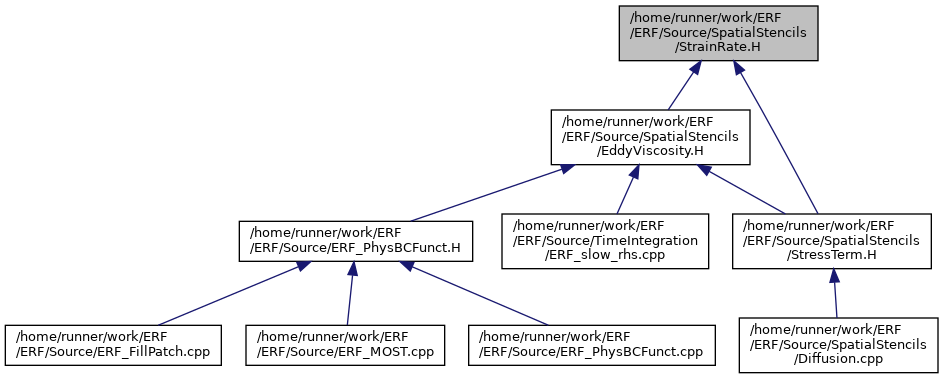 /home/runner/work/ERF
/ERF/Source/SpatialStencils
/StrainRate.H
/home/runner/work/ERF
/ERF/Source/SpatialStencils
/EddyViscosity.H
/home/runner/work/ERF
/ERF/Source/ERF_PhysBCFunct.H
/home/runner/work/ERF
/ERF/Source/TimeIntegration
/ERF_slow_rhs.cpp
/home/runner/work/ERF
/ERF/Source/SpatialStencils
/StressTerm.H
/home/runner/work/ERF
/ERF/Source/ERF_FillPatch.cpp
/home/runner/work/ERF
/ERF/Source/ERF_MOST.cpp
/home/runner/work/ERF
/ERF/Source/ERF_PhysBCFunct.cpp
/home/runner/work/ERF
/ERF/Source/SpatialStencils
/Diffusion.cpp